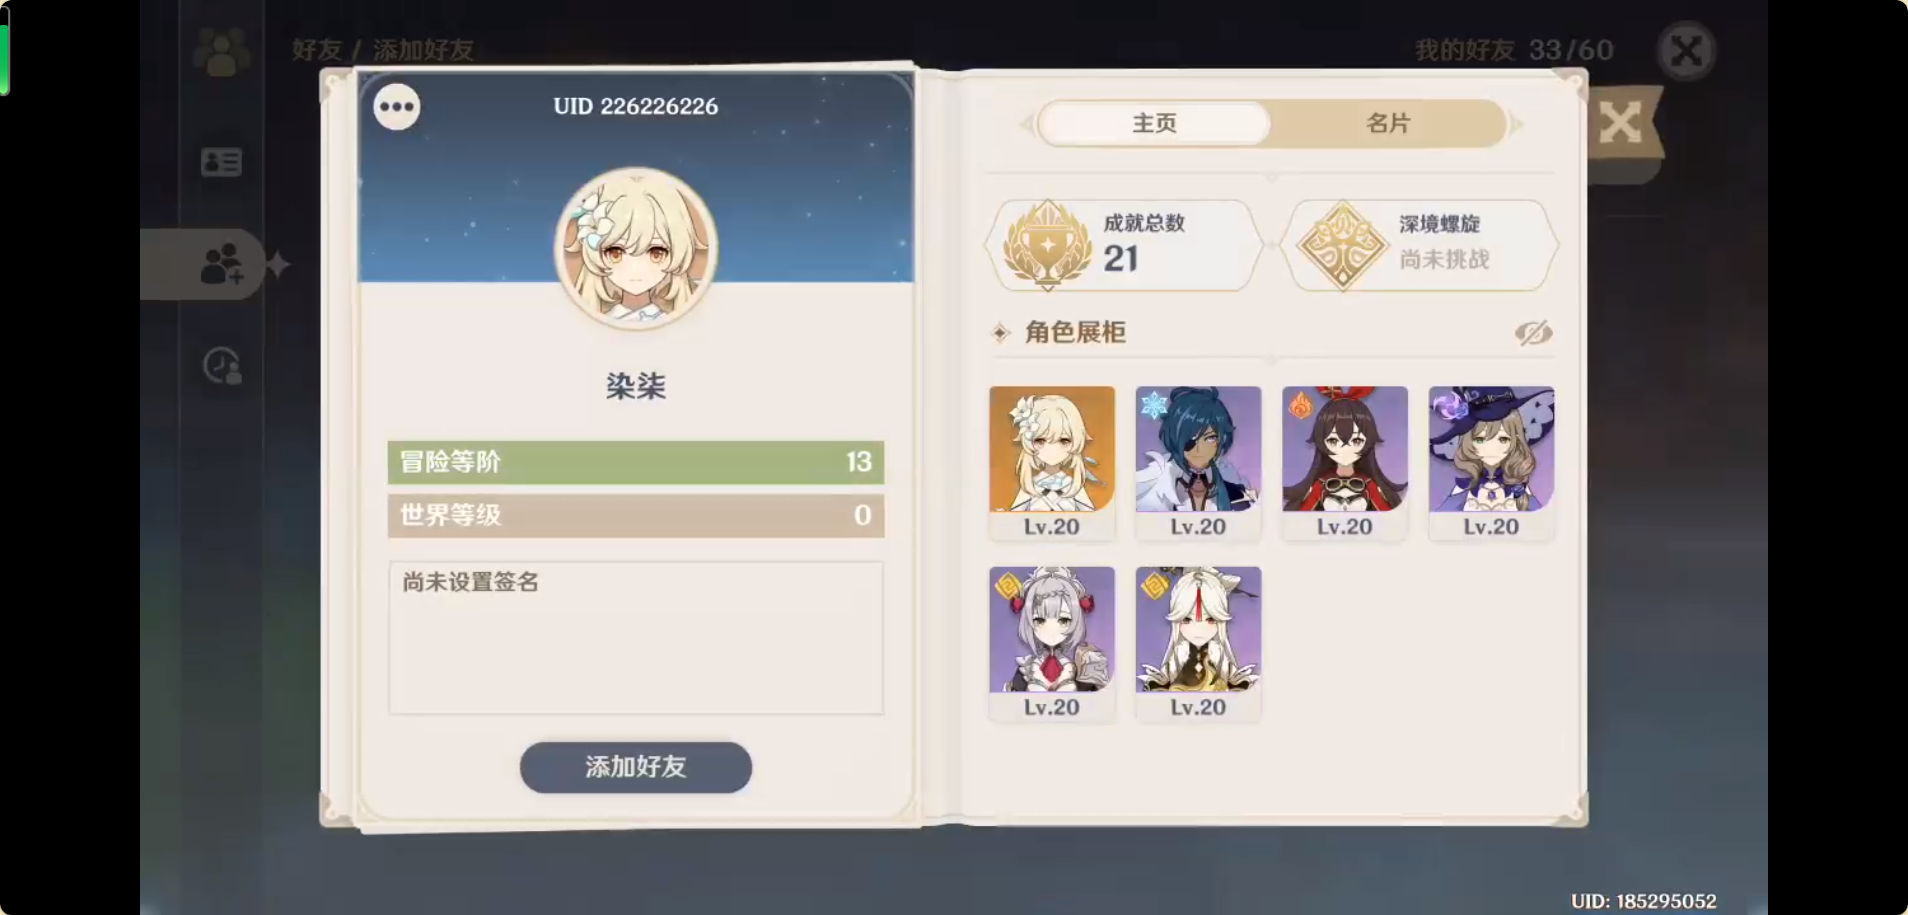 好友 / 添加好友
我的好友 33/60
UID 226226226
染柒
冒险等阶 13
世界等级 0
尚未设置签名
添加好友
主页 名片
成就总数
21
深境螺旋
尚未挑战
角色展柜
Lv.20 Lv.20 Lv.20 Lv.20
Lv.20 Lv.20
UID: 185295052